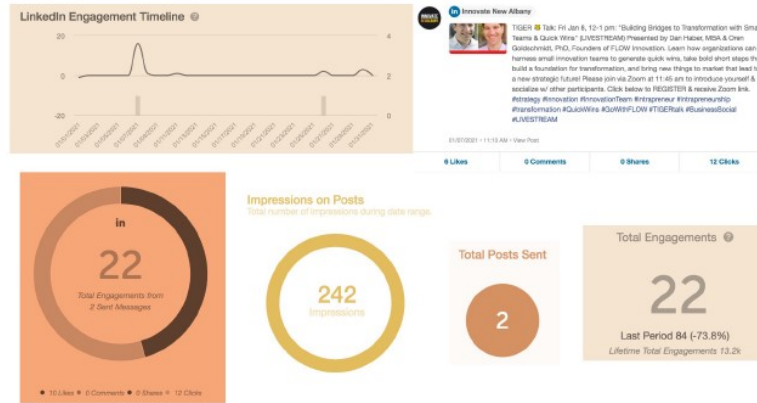 LinkedIn Engagement Timeline
20
4
0
2
-20
0
Innovate New Albany
TIGER 🐯 Talk: Fri Jan 8, 12-1 pm: "Building Bridges to Transformation with Small
Teams & Quick Wins" (LIVESTREAM) Presented by Dan Haber, MBA & Oren
Goldschmidt, PhD, Founders of FLOW Innovation. Learn how organizations can
harness small innovation teams to generate quick wins, take bold short steps that
build a foundation for transformation, and bring new things to market that lead to
a new strategic future! Please join via Zoom at 11:45 am to introduce yourself &
socialize w/ other participants. Click below to REGISTER & receive Zoom link.
#strategy #innovation #InnovationTeam #intrapreneur #intrapreneurship
#transformation #QuickWins #GoWithFLOW #TIGERtalk #BusinessSocial
#LIVESTREAM
01/07/2021 - 11:13 AM - View Post
6 Likes
0 Comments
0 Shares
12 Clicks
in
22
Total Engagements from
2 Sent Messages
10 Likes 0 Comments 0 Shares 12 Clicks
Impressions on Posts
Total number of impressions during date range.
242
Impressions
Total Posts Sent
2
Total Engagements
22
Last Period 84 (-73.8%)
Lifetime Total Engagements 13.2k